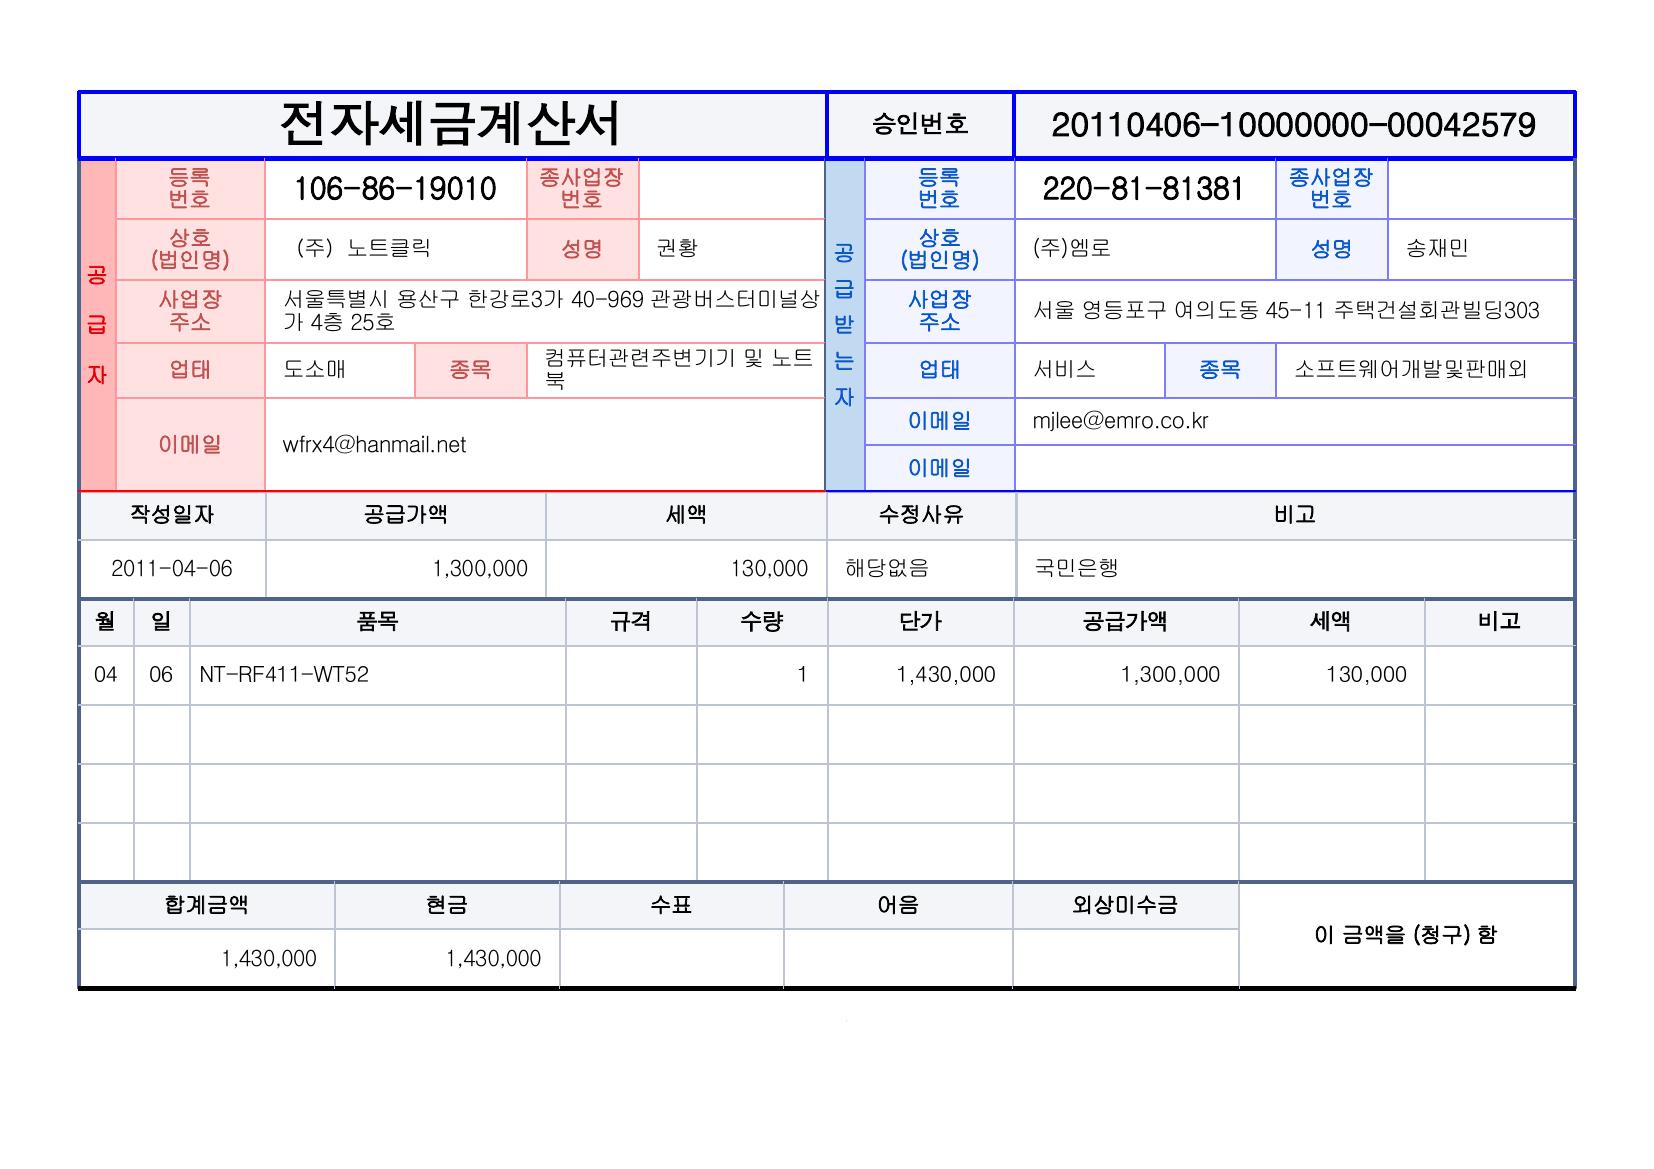 전자세금계산서 승인번호 20110406-10000000-00042579
공급자
등록
번호
106-86-19010
종사업장
번호
상호
(법인명)
(주) 노트클릭
성명
권황
사업장
주소
서울특별시 용산구 한강로3가 40-969 관광버스터미널상
가 4층 25호
업태
도소매
종목
컴퓨터관련주변기기 및 노트
북
이메일
wfrx4@hanmail.net
공급받는자
등록
번호
220-81-81381
종사업장
번호
상호
(법인명)
(주)엠로
성명
송재민
사업장
주소
서울 영등포구 여의도동 45-11 주택건설회관빌딩303
업태
서비스
종목
소프트웨어개발및판매외
이메일
mjlee@emro.co.kr
이메일
작성일자 공급가액 세액 수정사유 비고
2011-04-06 1,300,000 130,000 해당없음 국민은행
월 일 품목 규격 수량 단가 공급가액 세액 비고
04 06 NT-RF411-WT52 1 1,430,000 1,300,000 130,000
합계금액 현금 수표 어음 외상미수금
이 금액을 (청구) 함
1,430,000 1,430,000